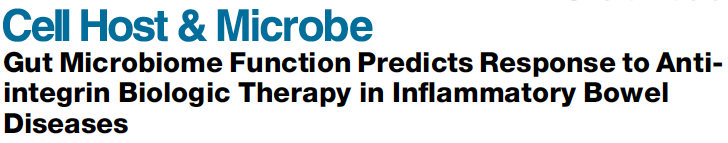 Cell Host & Microbe
Gut Microbiome Function Predicts Response to Anti-
integrin Biologic Therapy in Inflammatory Bowel
Diseases